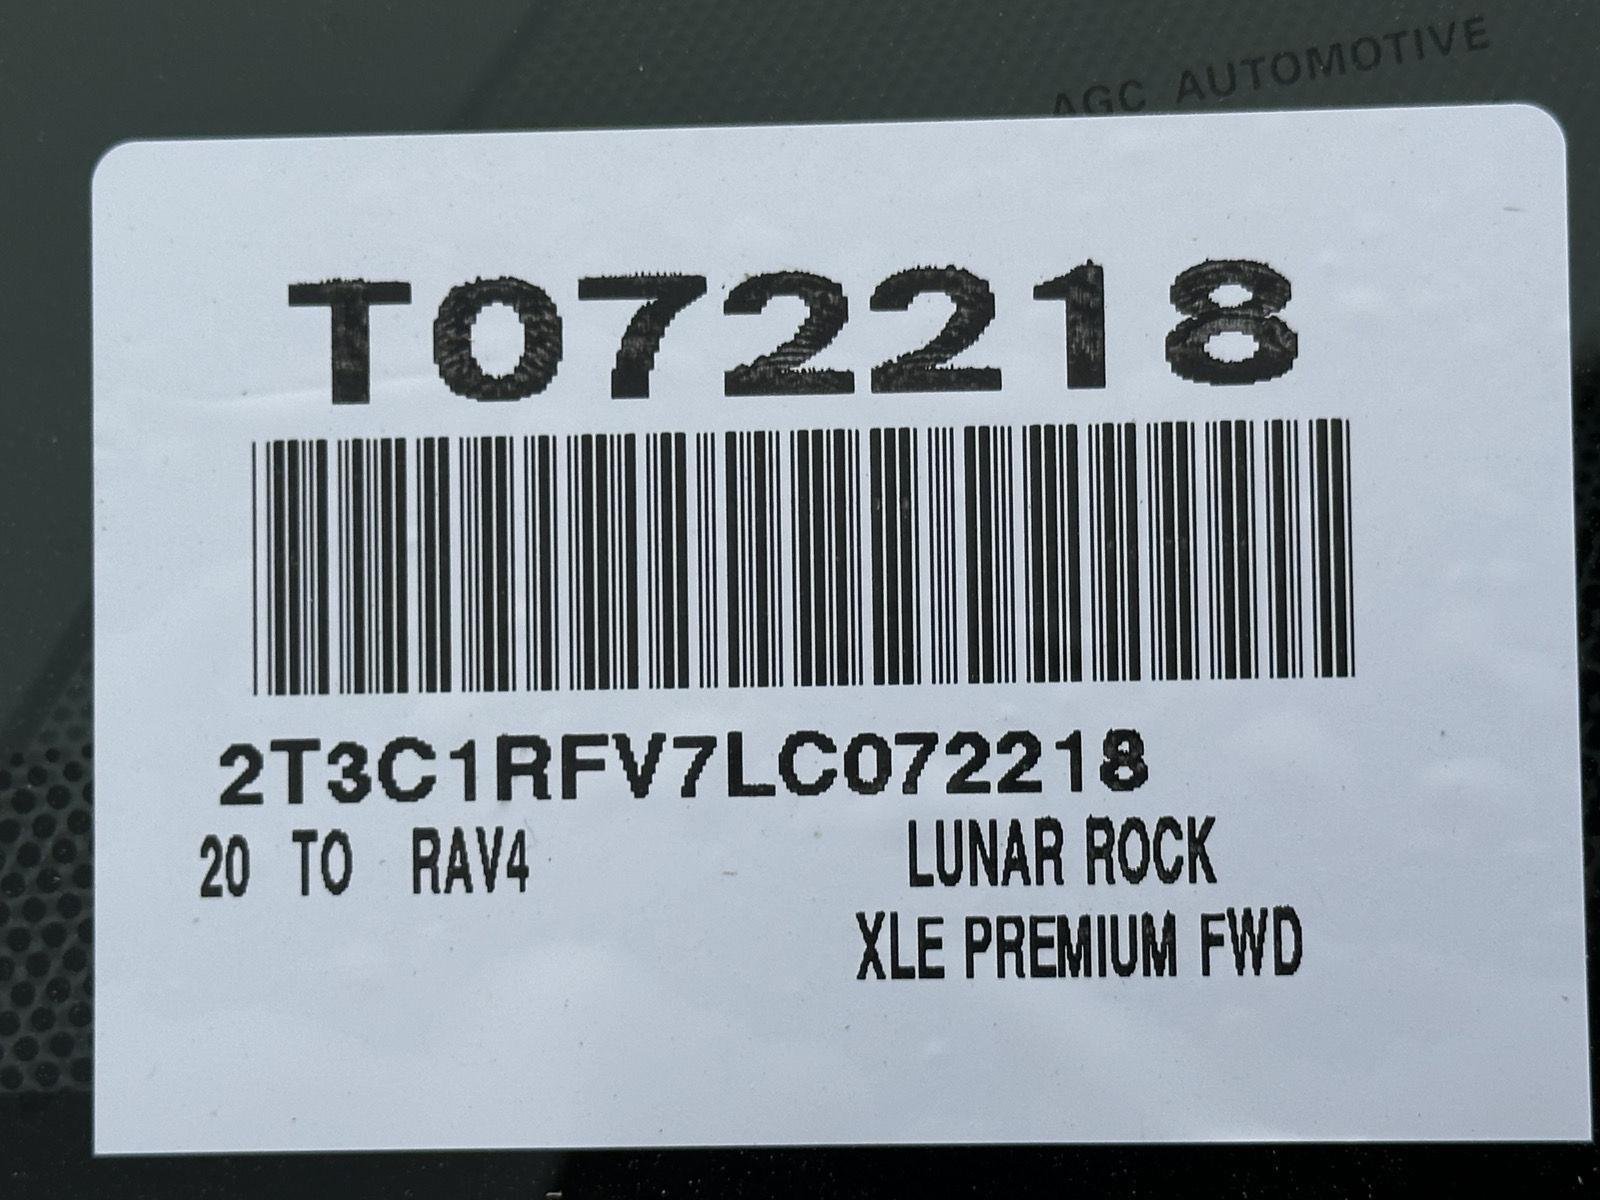 AGC AUTOMOTIVE
T072218
2T3C1RFV7LC072218
20 TO RAV4 LUNAR ROCK
XLE PREMIUM FWD